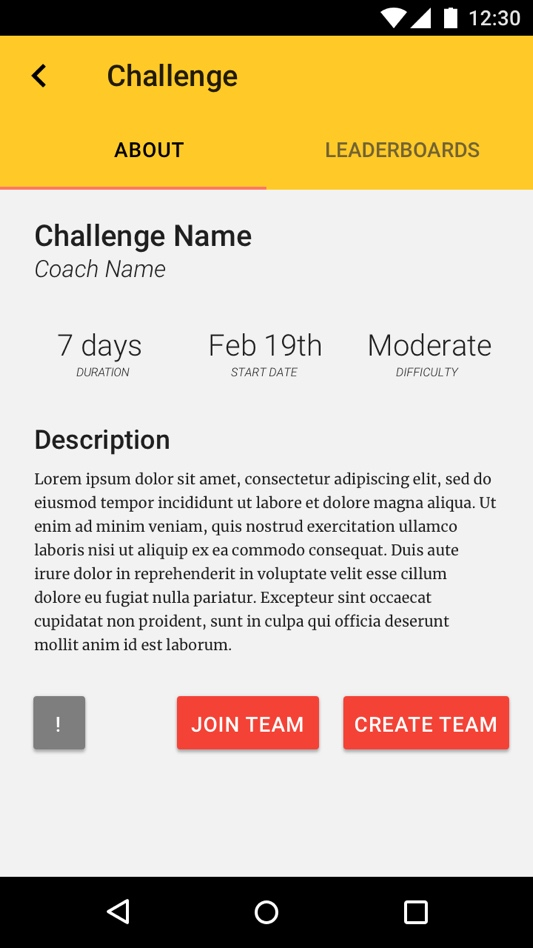 12:30
Challenge
ABOUT
LEADERBOARDS
Challenge Name
Coach Name
7 days
DURATION
Feb 19th
START DATE
Moderate
DIFFICULTY
Description
Lorem ipsum dolor sit amet, consectetur adipiscing elit, sed do
eiusmod tempor incididunt ut labore et dolore magna aliqua. Ut
enim ad minim veniam, quis nostrud exercitation ullamco
laboris nisi ut aliquip ex ea commodo consequat. Duis aute
irure dolor in reprehenderit in voluptate velit esse cillum
dolore eu fugiat nulla pariatur. Excepteur sint occaecat
cupidatat non proident, sunt in culpa qui officia deserunt
mollit anim id est laborum.
!
JOIN TEAM
CREATE TEAM